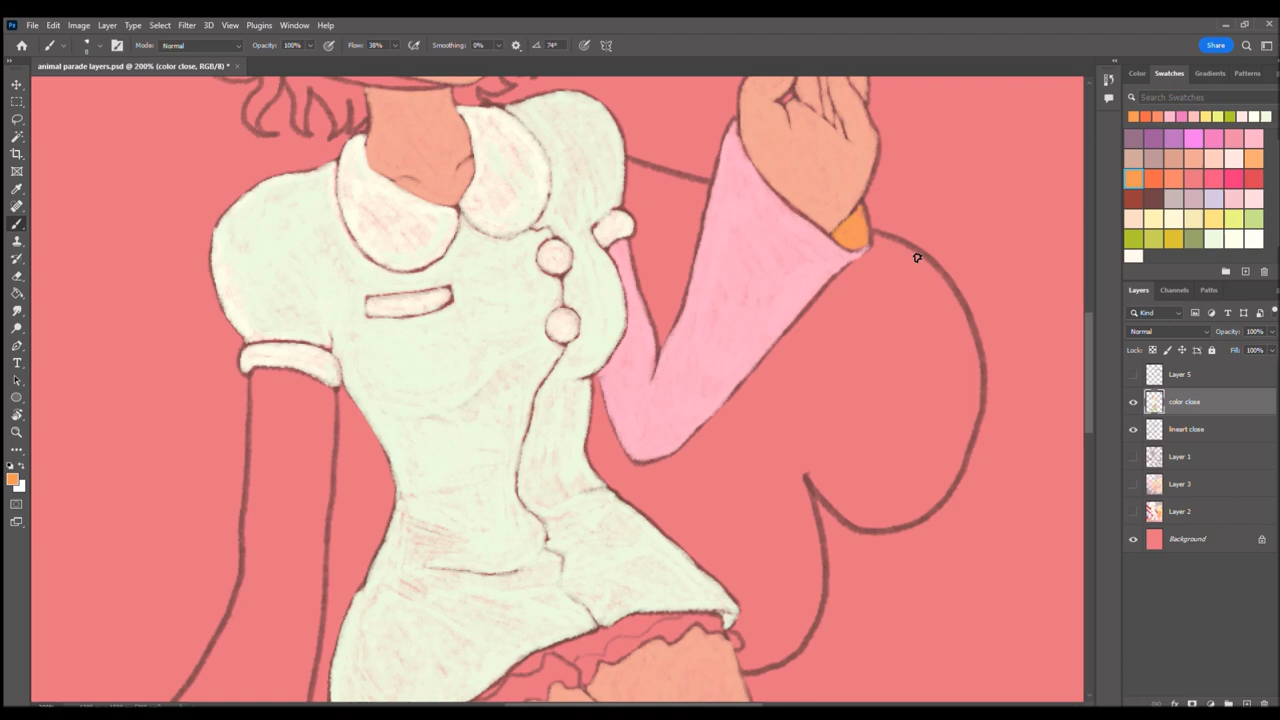 Ps File Edit Image Layer Type Select Filter 3D View Plugins Window Help
8 Mode: Normal Opacity: 100% Flow: 38% Smoothing: 0% 74° Share
animal parade layers.psd @ 200% (color close, RGB/8) *
Color Swatches Gradients Patterns
Search Swatches
Layers Channels Paths
Kind
Normal Opacity: 100%
Lock: Fill: 100%
Layer 5
color close
lineart close
Layer 1
Layer 3
Layer 2
Background